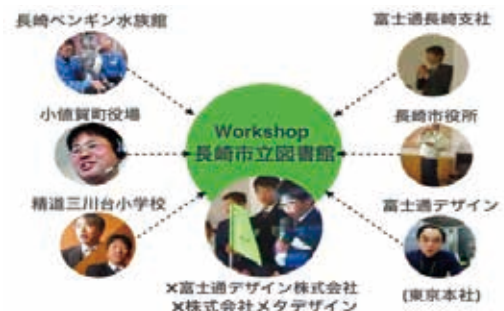 長崎ペンギン水族館
富士通長崎支社
小値賀町役場
長崎市役所
Workshop
長崎市立図書館
精道三川台小学校
富士通デザイン
(東京本社)
×富士通デザイン株式会社
×株式会社メタデザイン